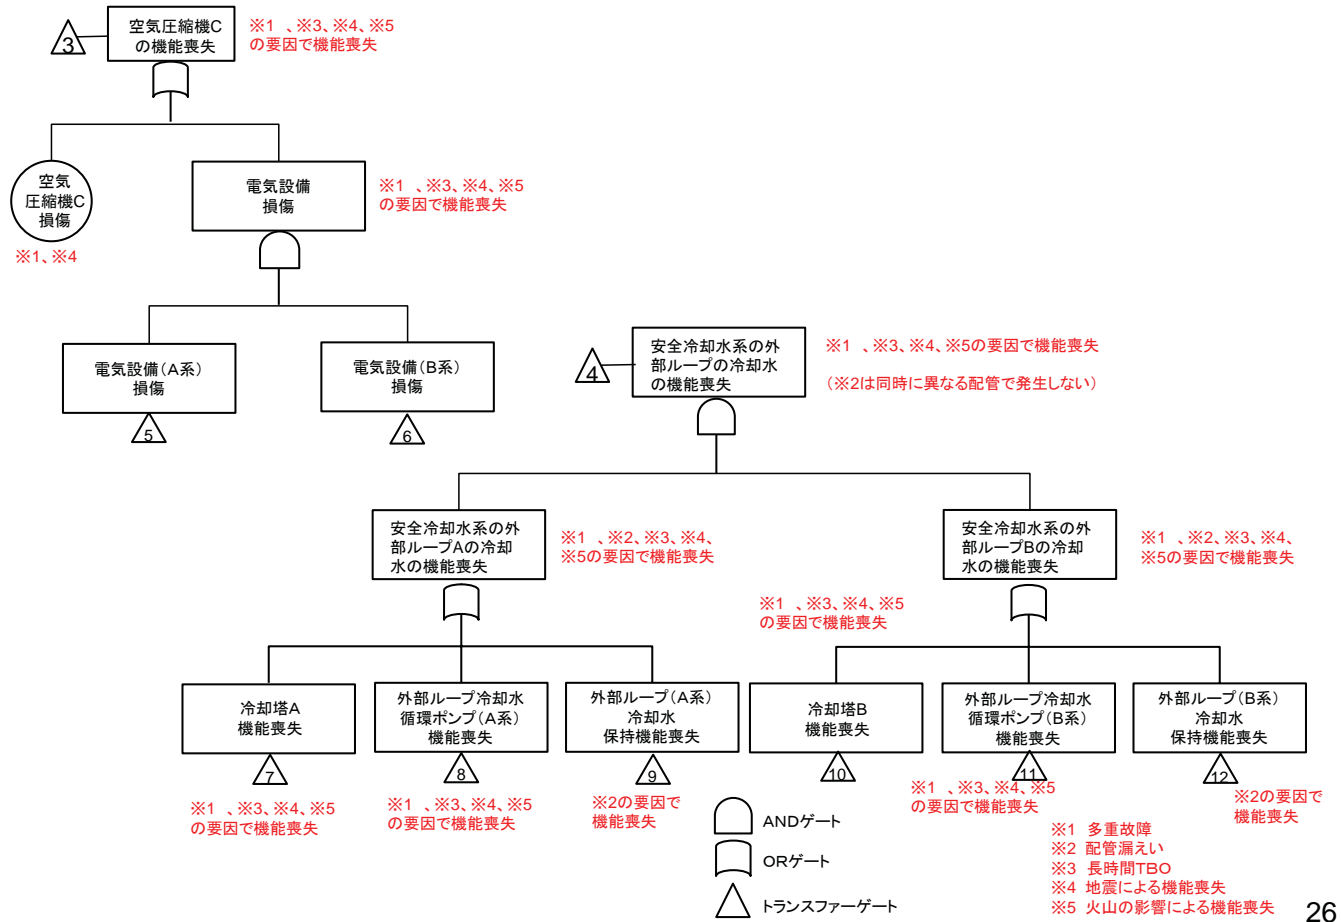 3
空気圧縮機C
の機能喪失
※1 、※3、※4、※5
の要因で機能喪失
空気
圧縮機C
損傷
※1、※4
電気設備
損傷
※1 、※3、※4、※5
の要因で機能喪失
電気設備(A系)
損傷
5
電気設備(B系)
損傷
6
4
安全冷却水系の外
部ループの冷却水
の機能喪失
※1 、※3、※4、※5の要因で機能喪失
(※2は同時に異なる配管で発生しない)
安全冷却水系の外
部ループAの冷却
水の機能喪失
※1 、※2、※3、※4、
※5の要因で機能喪失
安全冷却水系の外
部ループBの冷却
水の機能喪失
※1 、※2、※3、※4、
※5の要因で機能喪失
※1 、※3、※4、※5
の要因で機能喪失
冷却塔A
機能喪失
7
※1 、※3、※4、※5
の要因で機能喪失
外部ループ冷却水
循環ポンプ(A系)
機能喪失
8
※1 、※3、※4、※5
の要因で機能喪失
外部ループ(A系)
冷却水
保持機能喪失
9
※2の要因で
機能喪失
冷却塔B
機能喪失
10
外部ループ冷却水
循環ポンプ(B系)
機能喪失
11
※1 、※3、※4、※5
の要因で機能喪失
外部ループ(B系)
冷却水
保持機能喪失
12
※2の要因で
機能喪失
ANDゲート
ORゲート
トランスファーゲート
※1 多重故障
※2 配管漏えい
※3 長時間TBO
※4 地震による機能喪失
※5 火山の影響による機能喪失
26